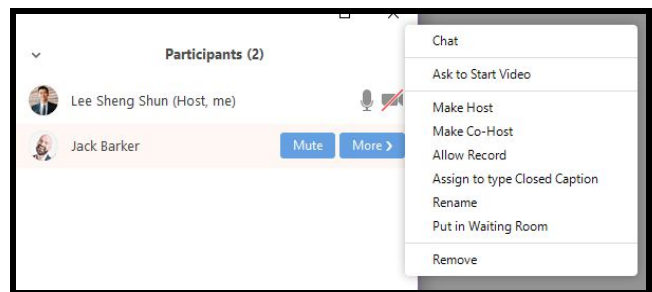 Participants (2)
Lee Sheng Shun (Host, me)
Jack Barker
Mute
More
Chat
Ask to Start Video
Make Host
Make Co-Host
Allow Record
Assign to type Closed Caption
Rename
Put in Waiting Room
Remove